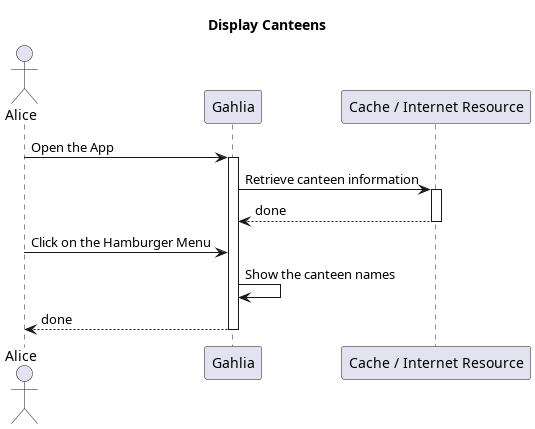 Display Canteens
Alice
Gahlia
Cache / Internet Resource
Open the App
Retrieve canteen information
done
Click on the Hamburger Menu
Show the canteen names
done
Alice
Gahlia
Cache / Internet Resource